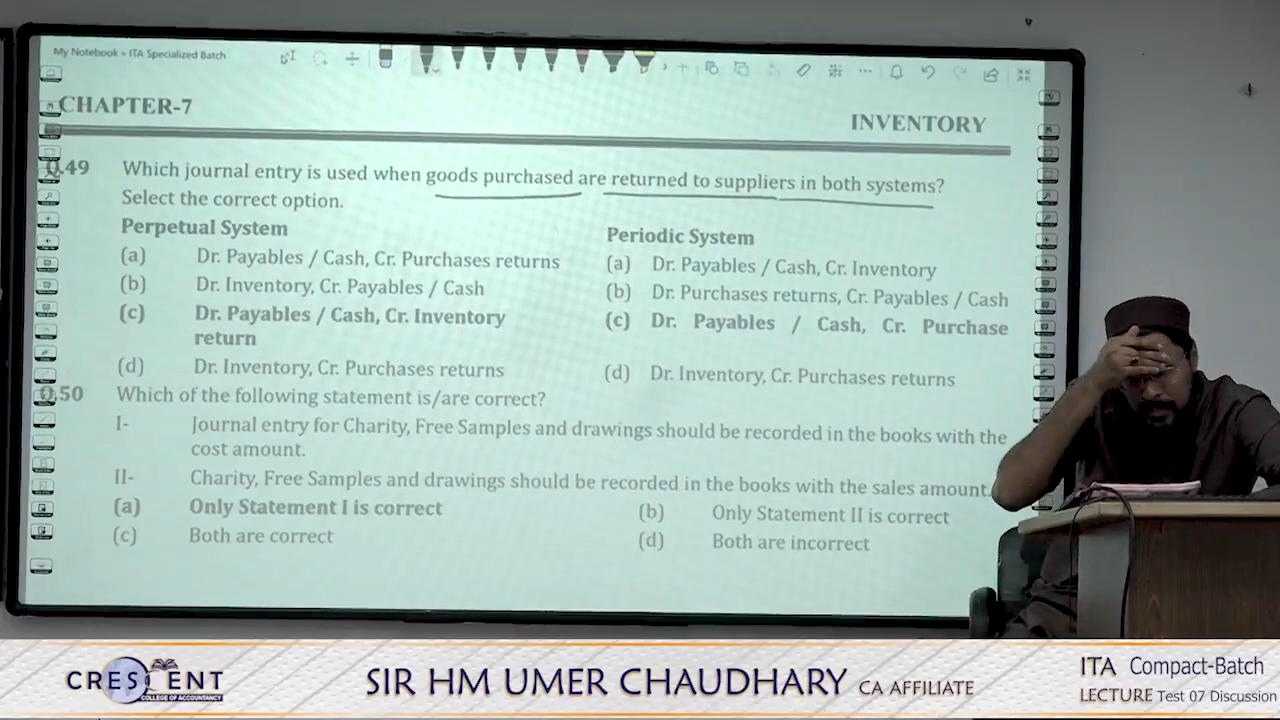 My Notebook » ITA Specialized Batch
CHAPTER-7
INVENTORY
Q.49 Which journal entry is used when goods purchased are returned to suppliers in both systems?
Select the correct option.
Perpetual System Periodic System
(a) Dr. Payables / Cash, Cr. Purchases returns (a) Dr. Payables / Cash, Cr. Inventory
(b) Dr. Inventory, Cr. Payables / Cash (b) Dr. Purchases returns, Cr. Payables / Cash
(c) Dr. Payables / Cash, Cr. Inventory (c) Dr. Payables / Cash, Cr. Purchase
return
(d) Dr. Inventory, Cr. Purchases returns (d) Dr. Inventory, Cr. Purchases returns
Q.50 Which of the following statement is/are correct?
I- Journal entry for Charity, Free Samples and drawings should be recorded in the books with the
cost amount.
II- Charity, Free Samples and drawings should be recorded in the books with the sales amount.
(a) Only Statement I is correct (b) Only Statement II is correct
(c) Both are correct (d) Both are incorrect
CRESCENT
COLLEGE OF ACCOUNTANCY
SIR HM UMER CHAUDHARY CA AFFILIATE
ITA Compact-Batch
LECTURE Test 07 Discussion